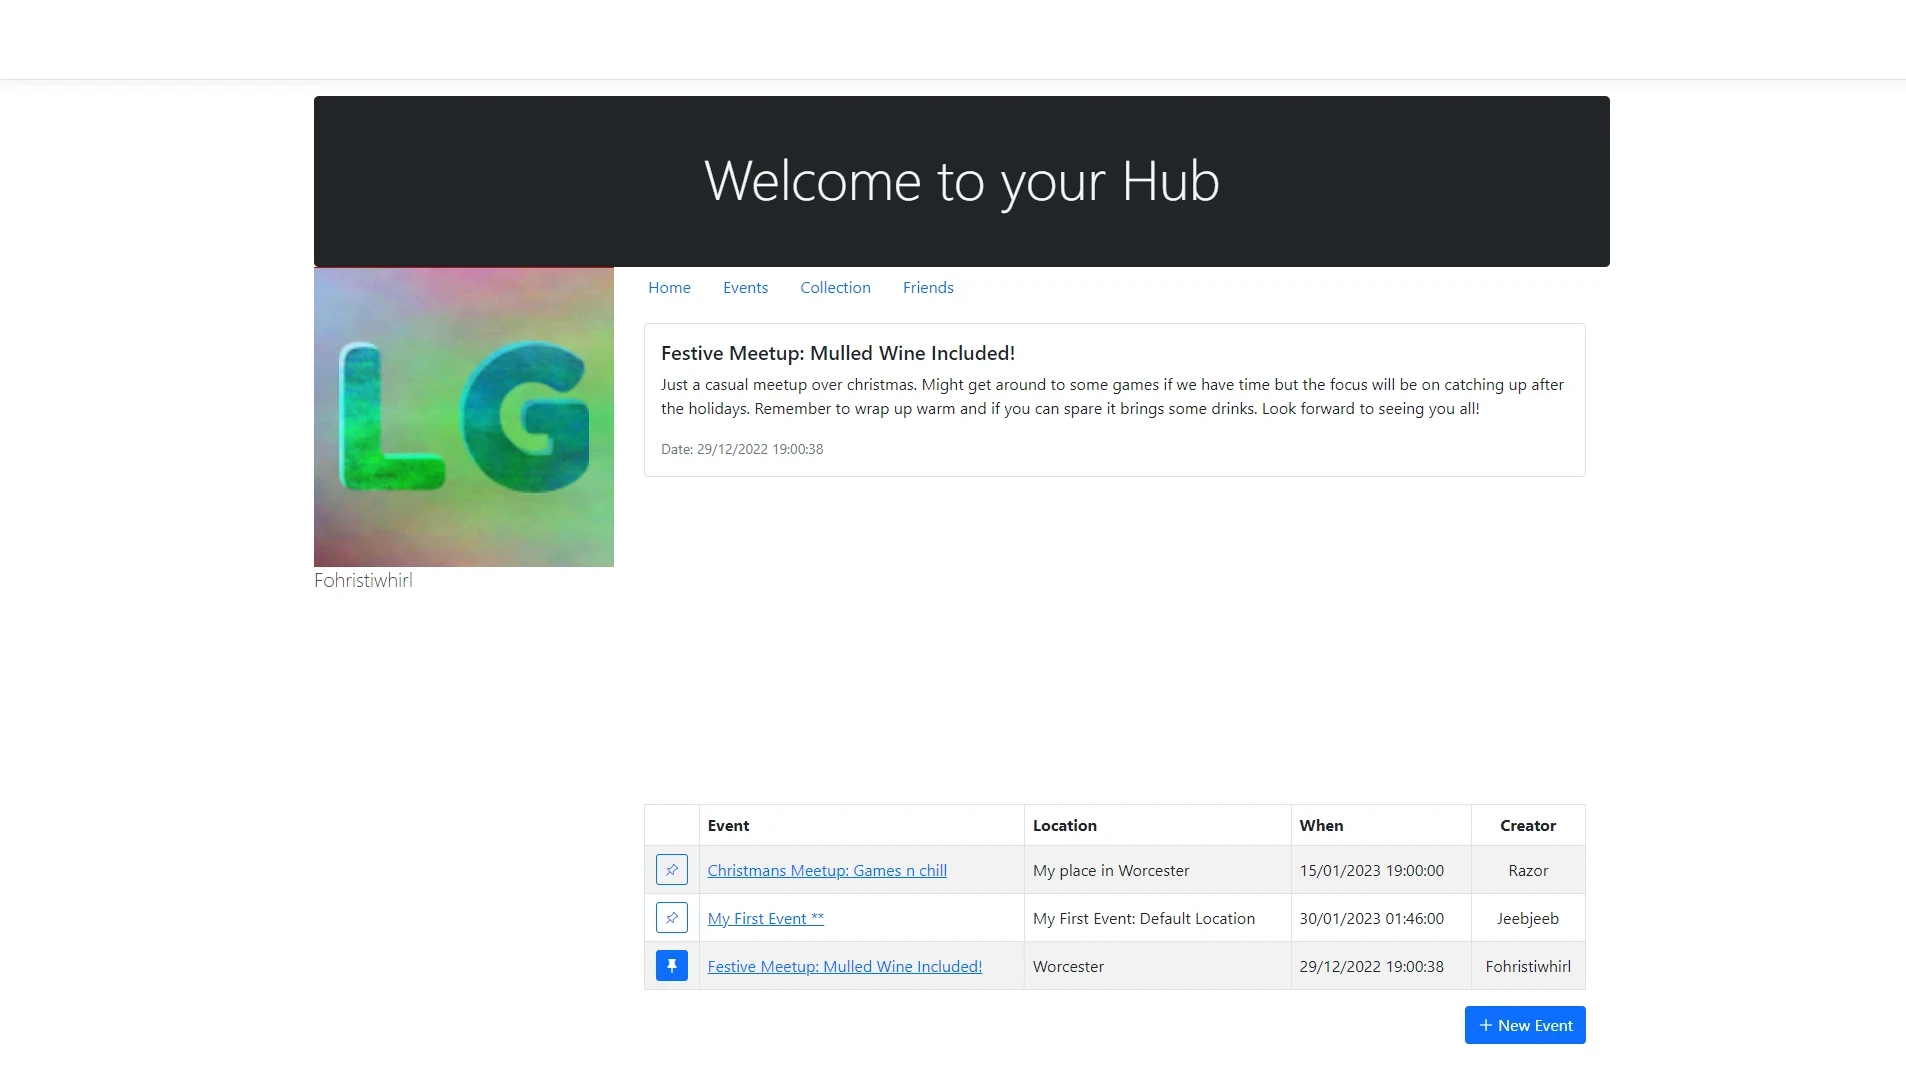 Welcome to your Hub
LG
Home Events Collection Friends
Festive Meetup: Mulled Wine Included!
Just a casual meetup over christmas. Might get around to some games if we have time but the focus will be on catching up after
the holidays. Remember to wrap up warm and if you can spare it brings some drinks. Look forward to seeing you all!
Date: 29/12/2022 19:00:38
Fohristiwhirl
Event Location When Creator
Christmans Meetup: Games n chill My place in Worcester 15/01/2023 19:00:00 Razor
My First Event ** My First Event: Default Location 30/01/2023 01:46:00 Jeebjeeb
Festive Meetup: Mulled Wine Included! Worcester 29/12/2022 19:00:38 Fohristiwhirl
+ New Event